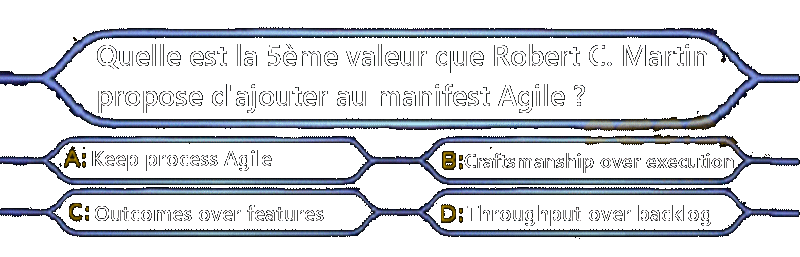 Quelle est la 5ème valeur que Robert C. Martin
propose d'ajouter au manifest Agile ?
A: Keep process Agile
B: Craftsmanship over execution
C: Outcomes over features
D: Throughput over backlog